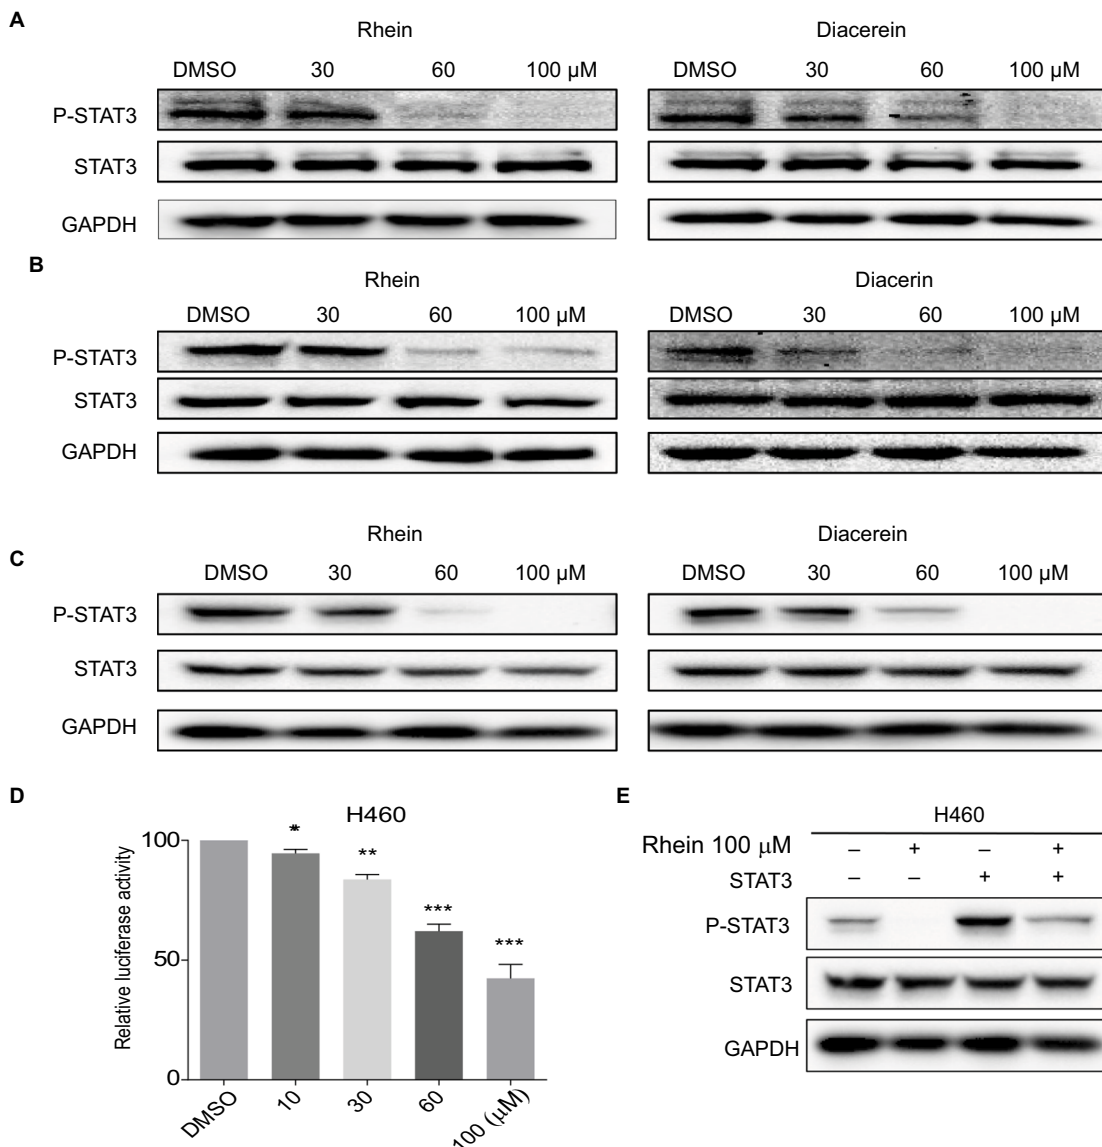 A
Rhein
Diacerein
DMSO 30 60 100 μM
DMSO 30 60 100 μM
P-STAT3
STAT3
GAPDH
B
Rhein
Diacerin
DMSO 30 60 100 μM
DMSO 30 60 100 μM
P-STAT3
STAT3
GAPDH
C
Rhein
Diacerein
DMSO 30 60 100 μM
DMSO 30 60 100 μM
P-STAT3
STAT3
GAPDH
D
H460
Relative luciferase activity
100
50
0
* ** *** ***
DMSO 10 30 60 100 (μM)
E
H460
Rhein 100 μM – + – +
STAT3 – – + +
P-STAT3
STAT3
GAPDH